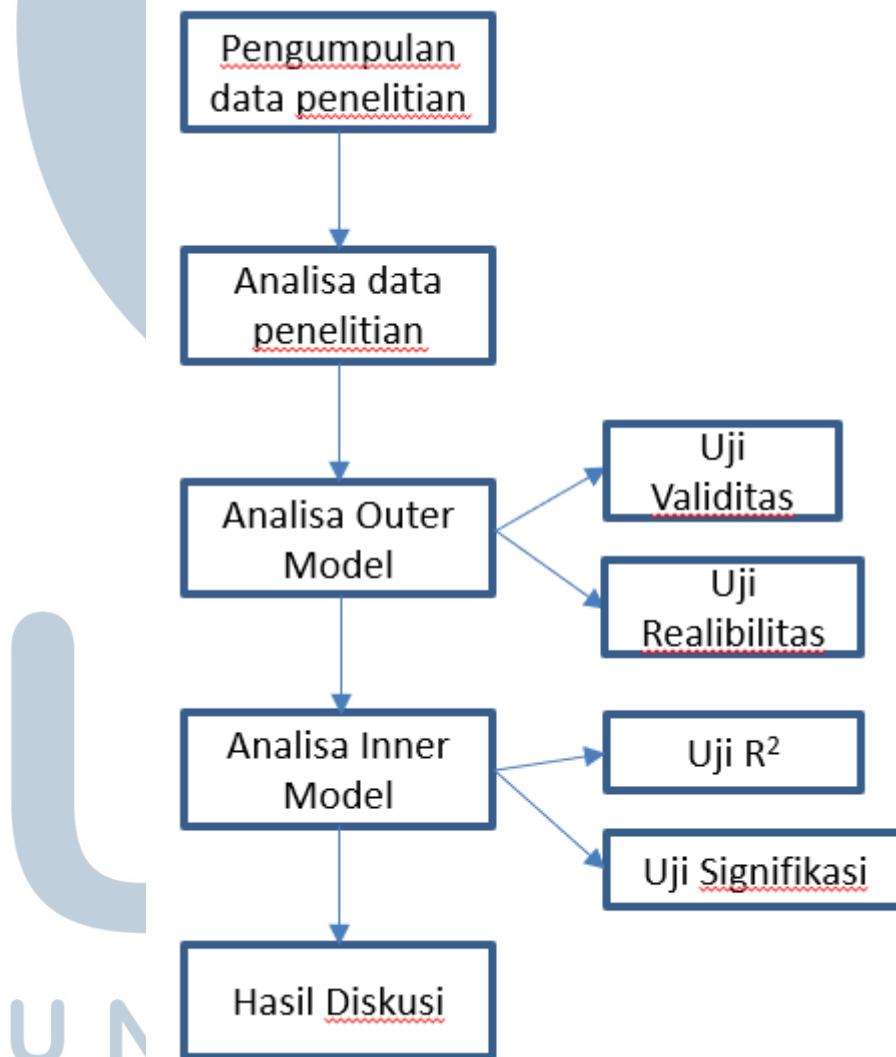 Pengumpulan
data penelitian
Analisa data
penelitian
Analisa Outer
Model
Uji
Validitas
Uji
Realibilitas
Analisa Inner
Model
Uji R²
Uji Signifikasi
Hasil Diskusi
U
U N